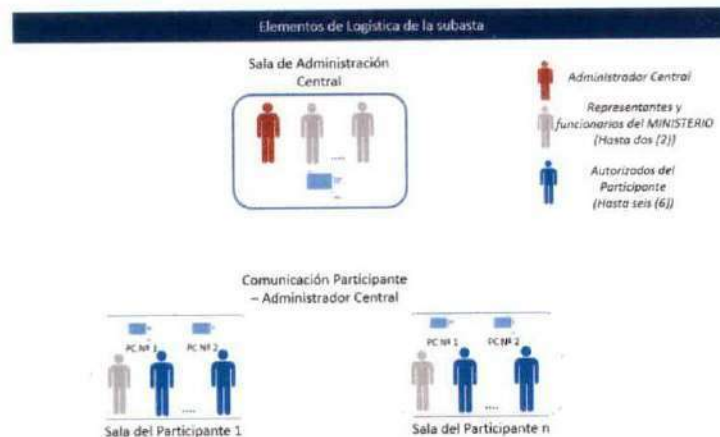 Elementos de Logística de la subasta
Sala de Administración
Central
Administrador Central
Representantes y
funcionarios del MINISTERIO
(Hasta dos (2))
Autorizados del
Participante
(Hasta seis (6))
.....
Comunicación Participante
– Administrador Central
PC Nº 1
PC Nº 2
PC Nº 1
PC Nº 2
....
....
Sala del Participante 1
Sala del Participante n